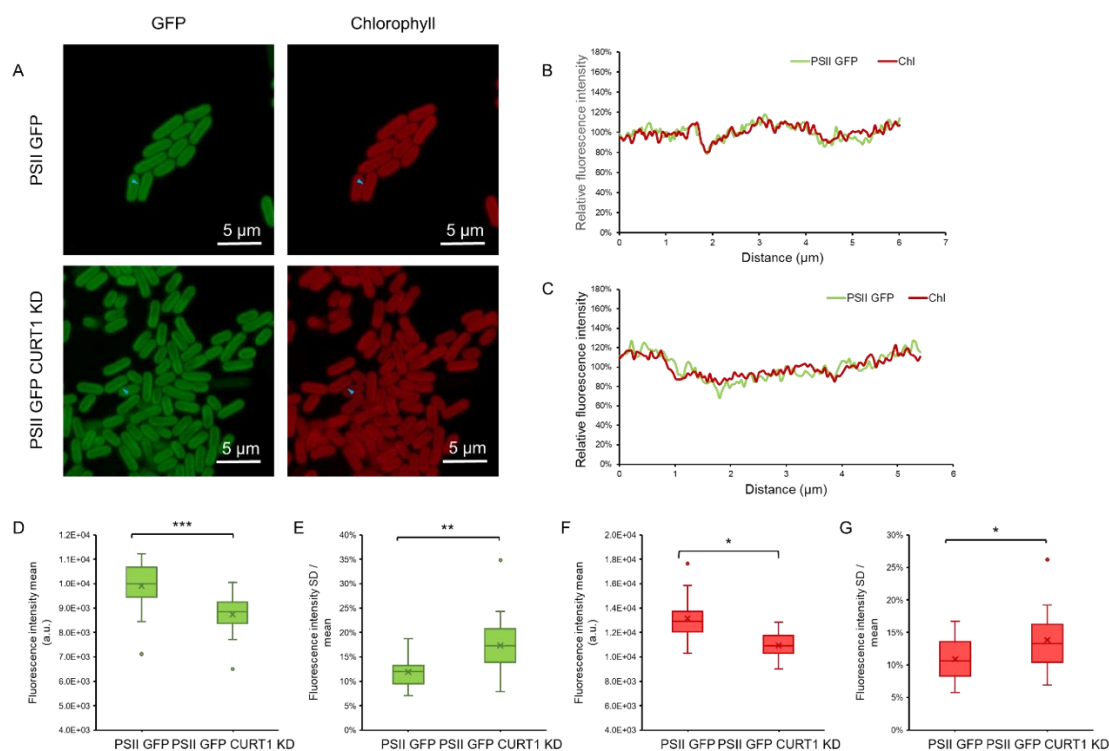 GFP
Chlorophyll
A
PSII GFP
5 µm
5 µm
PSII GFP CURT1 KD
5 µm
5 µm
B
PSII GFP
Chl
Relative fluorescence intensity
180%
160%
140%
120%
100%
80%
60%
40%
20%
0%
0 1 2 3 4 5 6 7
Distance (µm)
C
PSII GFP
Chl
Relative fluorescence intensity
180%
160%
140%
120%
100%
80%
60%
40%
20%
0%
0 1 2 3 4 5 6
Distance (µm)
D
***
Fluorescence intensity mean
(a.u.)
1.2E+04
1.1E+04
1.0E+04
9.0E+03
8.0E+03
7.0E+03
6.0E+03
5.0E+03
4.0E+03
PSII GFP PSII GFP CURT1 KD
E
**
Fluorescence intensity SD /
mean
40%
35%
30%
25%
20%
15%
10%
5%
0%
PSII GFP PSII GFP CURT1 KD
F
*
Fluorescence intensity mean
(a.u.)
2.0E+04
1.8E+04
1.6E+04
1.4E+04
1.2E+04
1.0E+04
8.0E+03
6.0E+03
4.0E+03
PSII GFP PSII GFP CURT1 KD
G
*
Fluorescence intensity SD /
mean
30%
25%
20%
15%
10%
5%
0%
PSII GFP PSII GFP CURT1 KD